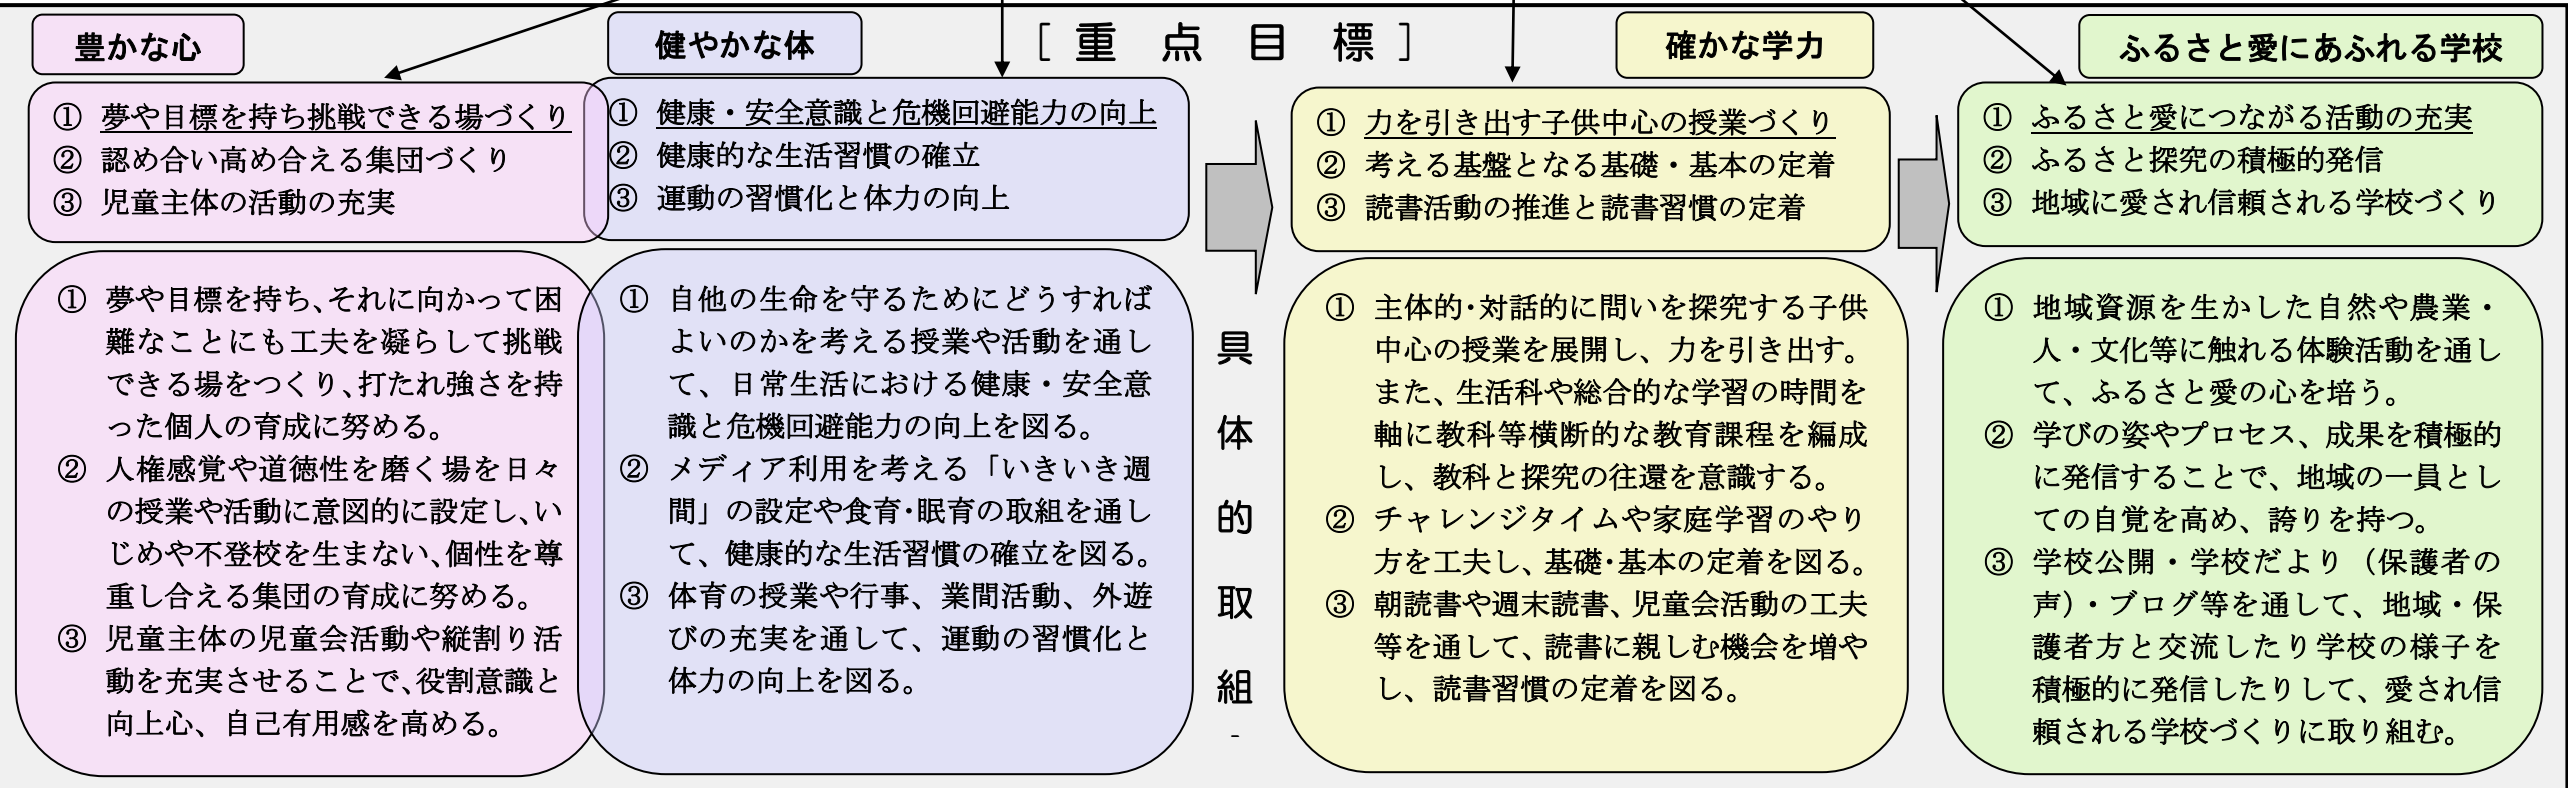 [ 重 点 目 標 ]
豊かな心
① 夢や目標を持ち挑戦できる場づくり
② 認め合い高め合える集団づくり
③ 児童主体の活動の充実
健やかな体
① 健康・安全意識と危機回避能力の向上
② 健康的な生活習慣の確立
③ 運動の習慣化と体力の向上
確かな学力
① 力を引き出す子供中心の授業づくり
② 考える基盤となる基礎・基本の定着
③ 読書活動の推進と読書習慣の定着
ふるさと愛にあふれる学校
① ふるさと愛につながる活動の充実
② ふるさと探究の積極的発信
③ 地域に愛され信頼される学校づくり
① 夢や目標を持ち、それに向かって困
難なことにも工夫を凝らして挑戦
できる場をつくり、打たれ強さを持
った個人の育成に努める。
② 人権感覚や道徳性を磨く場を日々
の授業や活動に意図的に設定し、い
じめや不登校を生まない、個性を尊
重し合える集団の育成に努める。
③ 児童主体の児童会活動や縦割り活
動を充実させることで、役割意識と
向上心、自己有用感を高める。
① 自他の生命を守るためにどうすれば
よいのかを考える授業や活動を通し
て、日常生活における健康・安全意
識と危機回避能力の向上を図る。
② メディア利用を考える「いきいき週
間」の設定や食育・眠育の取組を通し
て、健康的な生活習慣の確立を図る。
③ 体育の授業や行事、業間活動、外遊
びの充実を通して、運動の習慣化と
体力の向上を図る。
具
体
的
取
組
① 主体的・対話的に問いを探究する子供
中心の授業を展開し、力を引き出す。
また、生活科や総合的な学習の時間を
軸に教科等横断的な教育課程を編成
し、教科と探究の往還を意識する。
② チャレンジタイムや家庭学習のやり
方を工夫し、基礎・基本の定着を図る。
③ 朝読書や週末読書、児童会活動の工夫
等を通して、読書に親しむ機会を増や
し、読書習慣の定着を図る。
① 地域資源を生かした自然や農業・
人・文化等に触れる体験活動を通し
て、ふるさと愛の心を培う。
② 学びの姿やプロセス、成果を積極的
に発信することで、地域の一員とし
ての自覚を高め、誇りを持つ。
③ 学校公開・学校だより（保護者の
声）・ブログ等を通して、地域・保
護者方と交流したり学校の様子を
積極的に発信したりして、愛され信
頼される学校づくりに取り組む。